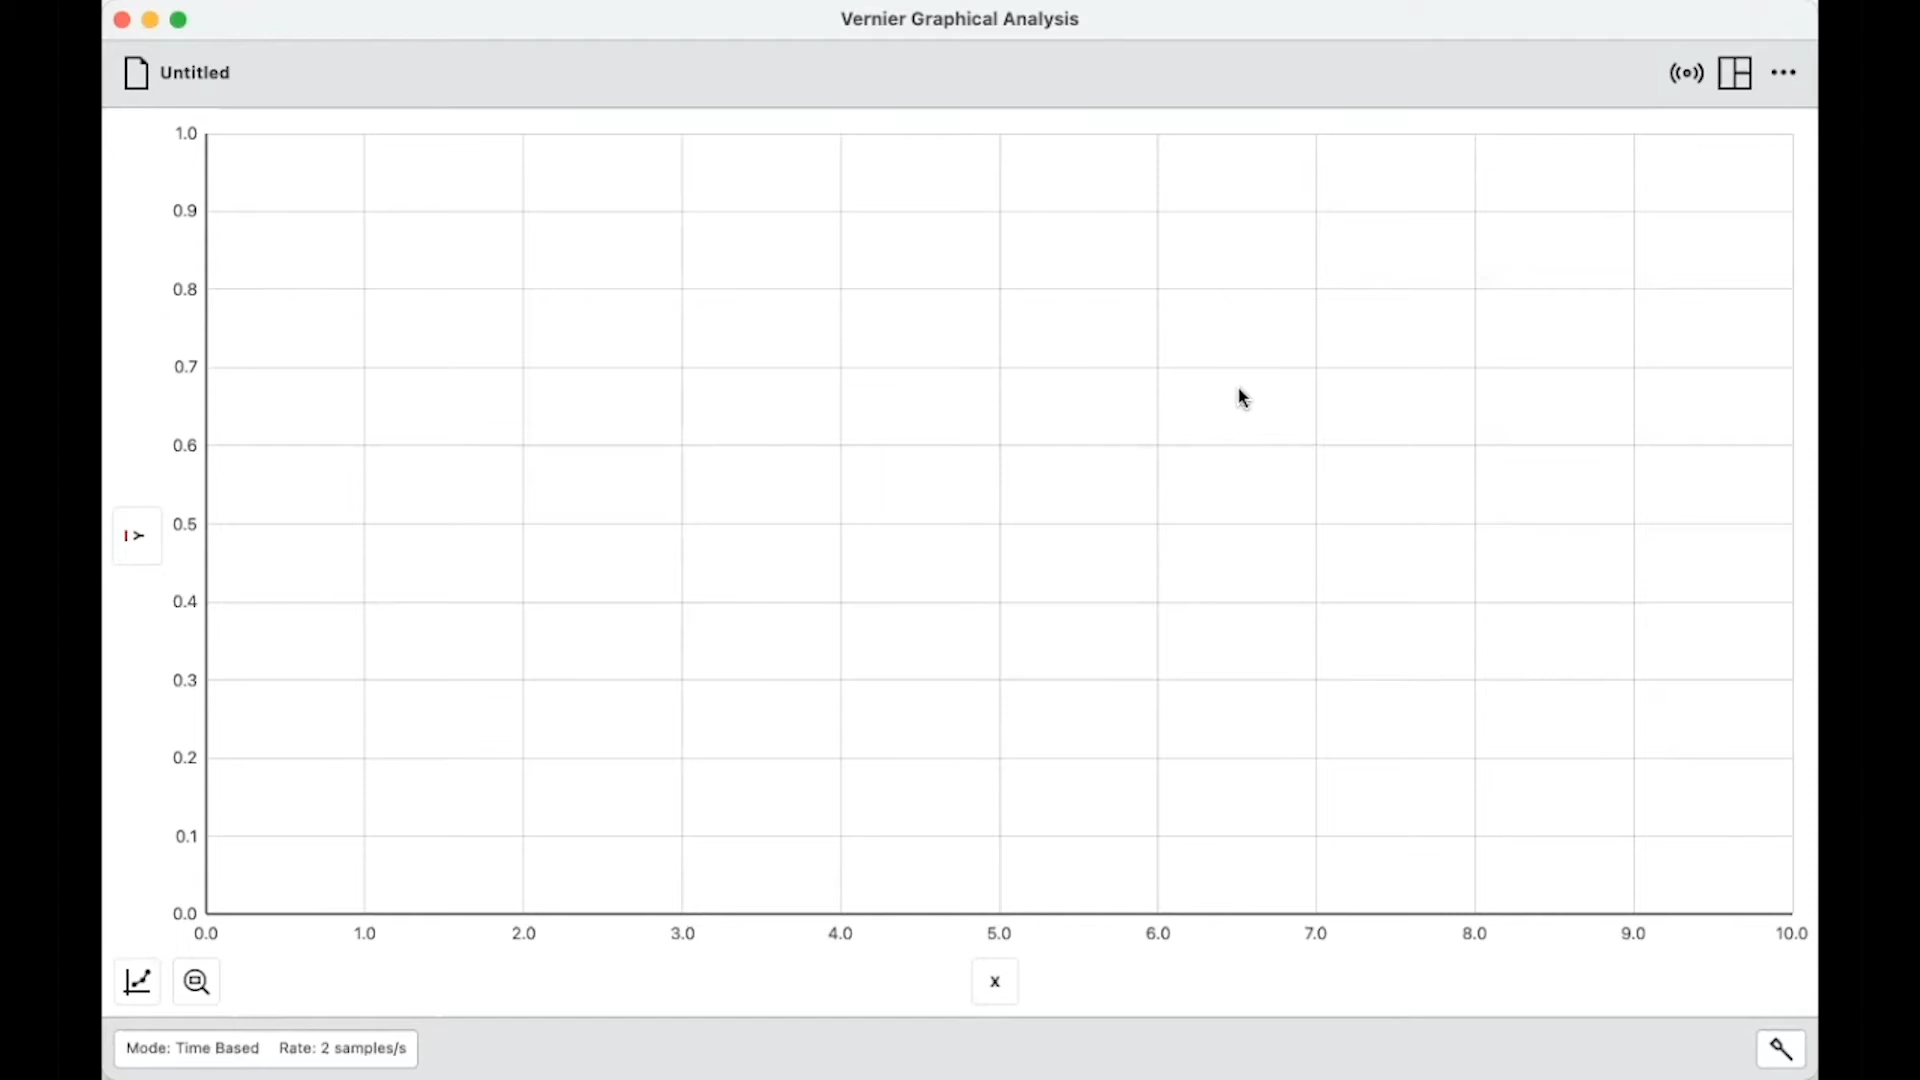 Vernier Graphical Analysis
Untitled
1.0
0.9
0.8
0.7
0.6
0.5
0.4
0.3
0.2
0.1
0.0
Y
0.0 1.0 2.0 3.0 4.0 5.0 6.0 7.0 8.0 9.0 10.0
X
Mode: Time Based Rate: 2 samples/s